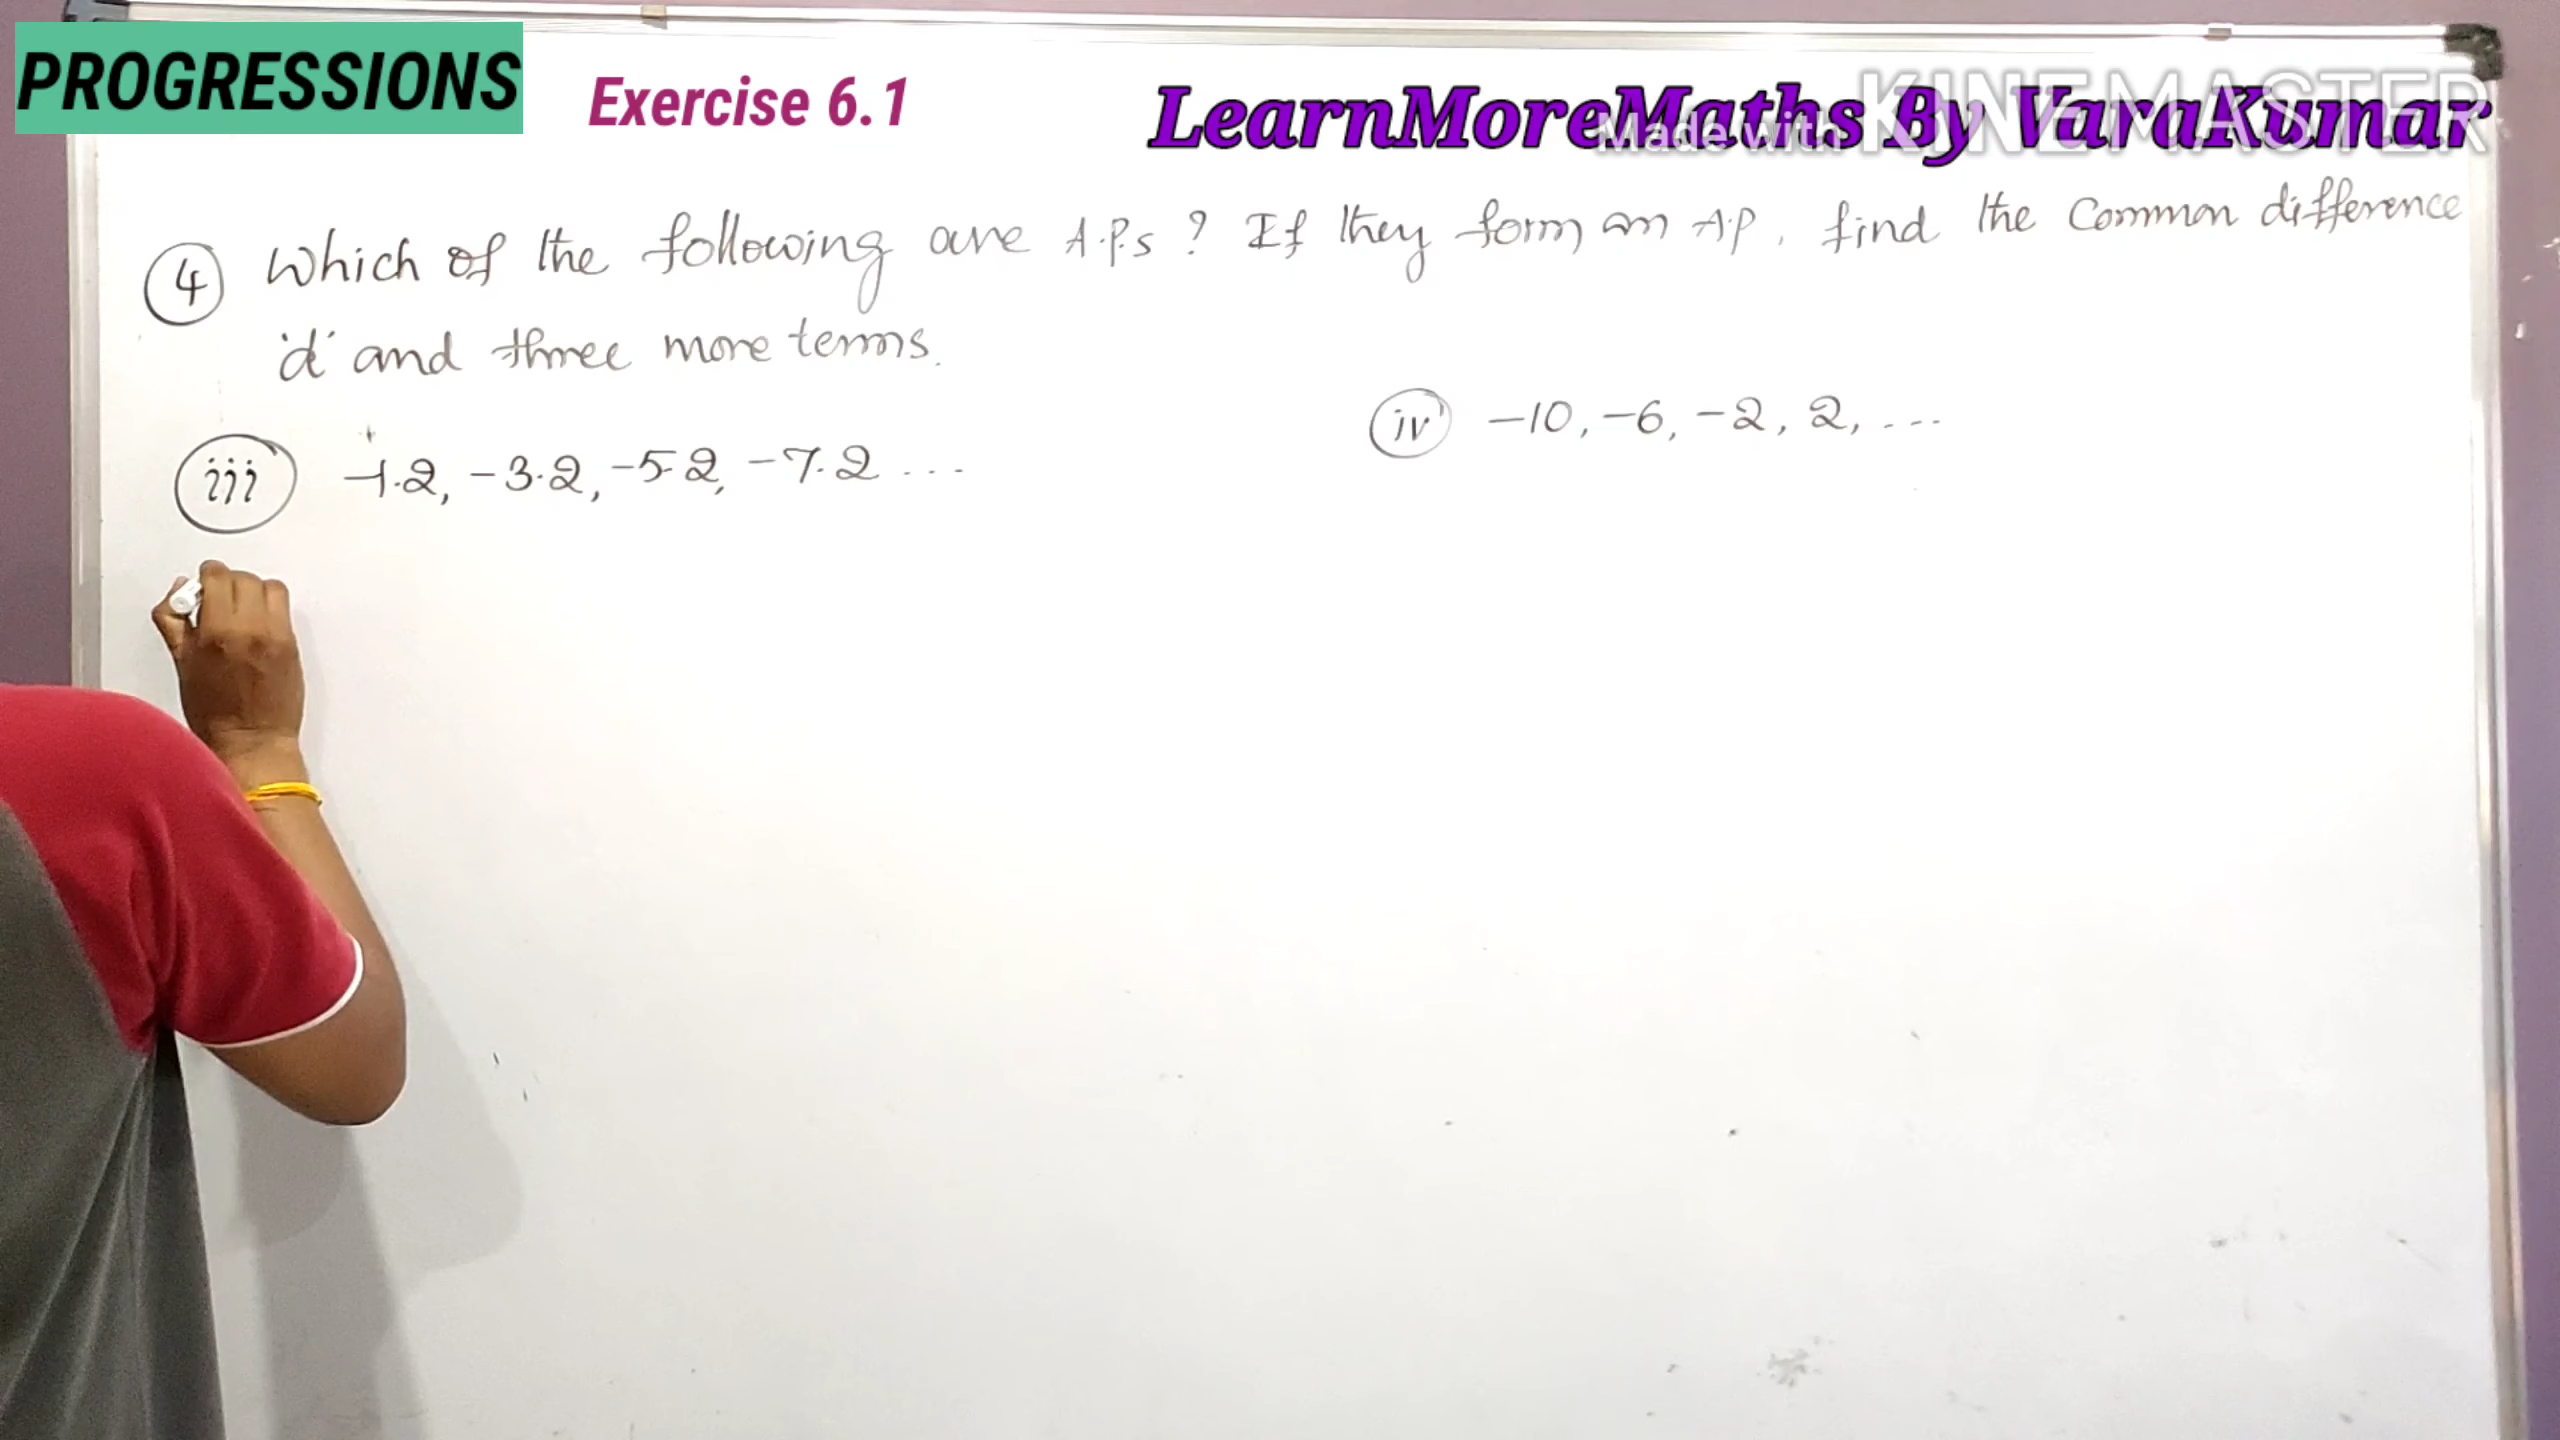 PROGRESSIONS
Exercise 6.1
LearnMoreMaths By VaraKumar
Made with KINEMASTER
4 Which of the following are A.P.s ? If they form an A.P. find the Common difference
'd' and three more terms.
iii -1.2, -3.2, -5.2, -7.2 ...
iv -10, -6, -2, 2, ...